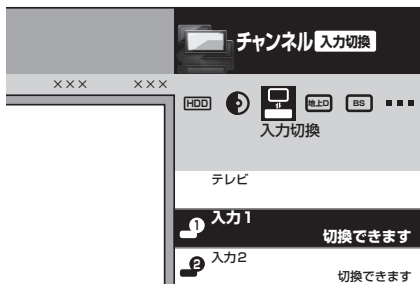 チャンネル 入力切換
××× ×××
HDD 地上D BS
入力切換
テレビ
1 入力1
切換できます
2 入力2
切換できます